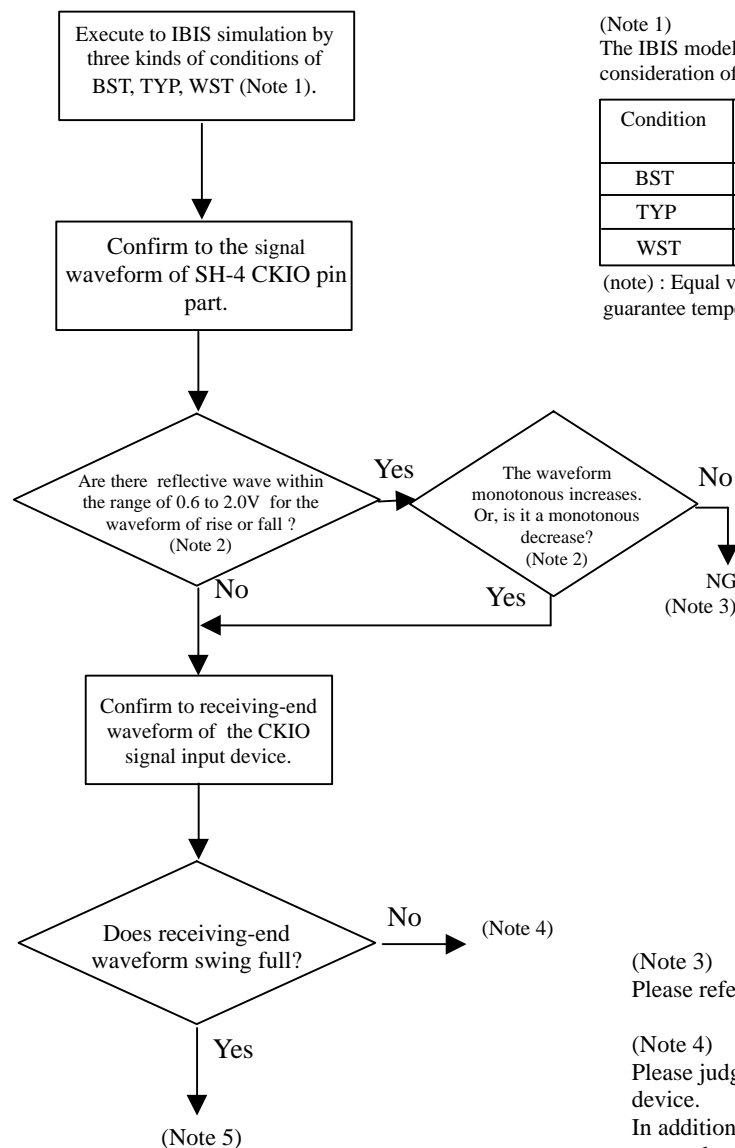 Execute to IBIS simulation by
three kinds of conditions of
BST, TYP, WST (Note 1).
(Note 1)
The IBIS model
consideration of
Condition
BST
TYP
WST
(note) : Equal v
guarantee temp
Confirm to the signal
waveform of SH-4 CKIO pin
part.
Are there reflective wave within
the range of 0.6 to 2.0V for the
waveform of rise or fall ?
(Note 2)
Yes
No
The waveform
monotonous increases.
Or, is it a monotonous
decrease?
(Note 2)
No
NG
(Note 3)
Yes
Confirm to receiving-end
waveform of the CKIO
signal input device.
Does receiving-end
waveform swing full?
No
(Note 4)
Yes
(Note 5)
(Note 3)
Please refe
(Note 4)
Please judg
device.
In addition